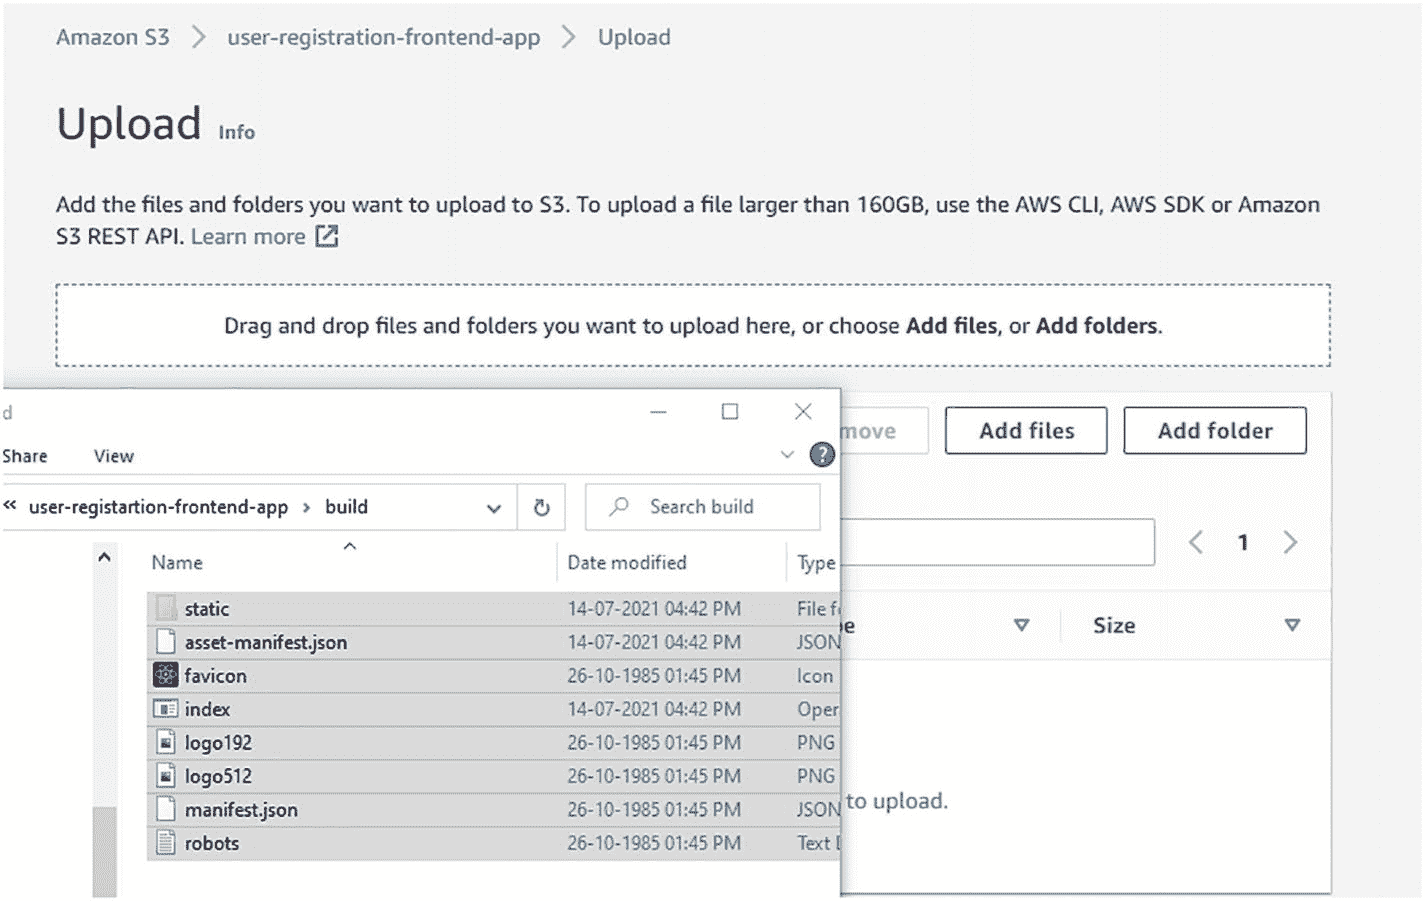 Amazon S3 > user-registration-frontend-app > Upload
Upload Info
Add the files and folders you want to upload to S3. To upload a file larger than 160GB, use the AWS CLI, AWS SDK or Amazon
S3 REST API. Learn more
Drag and drop files and folders you want to upload here, or choose Add files, or Add folders.
d
move Add files Add folder
Share View ?
« user-registartion-frontend-app > build Search build
1
Name Date modified Type
static 14-07-2021 04:42 PM File f
pe Size
asset-manifest.json 14-07-2021 04:42 PM JSON
favicon 26-10-1985 01:45 PM Icon
index 14-07-2021 04:42 PM Oper
logo192 26-10-1985 01:45 PM PNG
logo512 26-10-1985 01:45 PM PNG
manifest.json 26-10-1985 01:45 PM JSON
to upload.
robots 26-10-1985 01:45 PM Text D